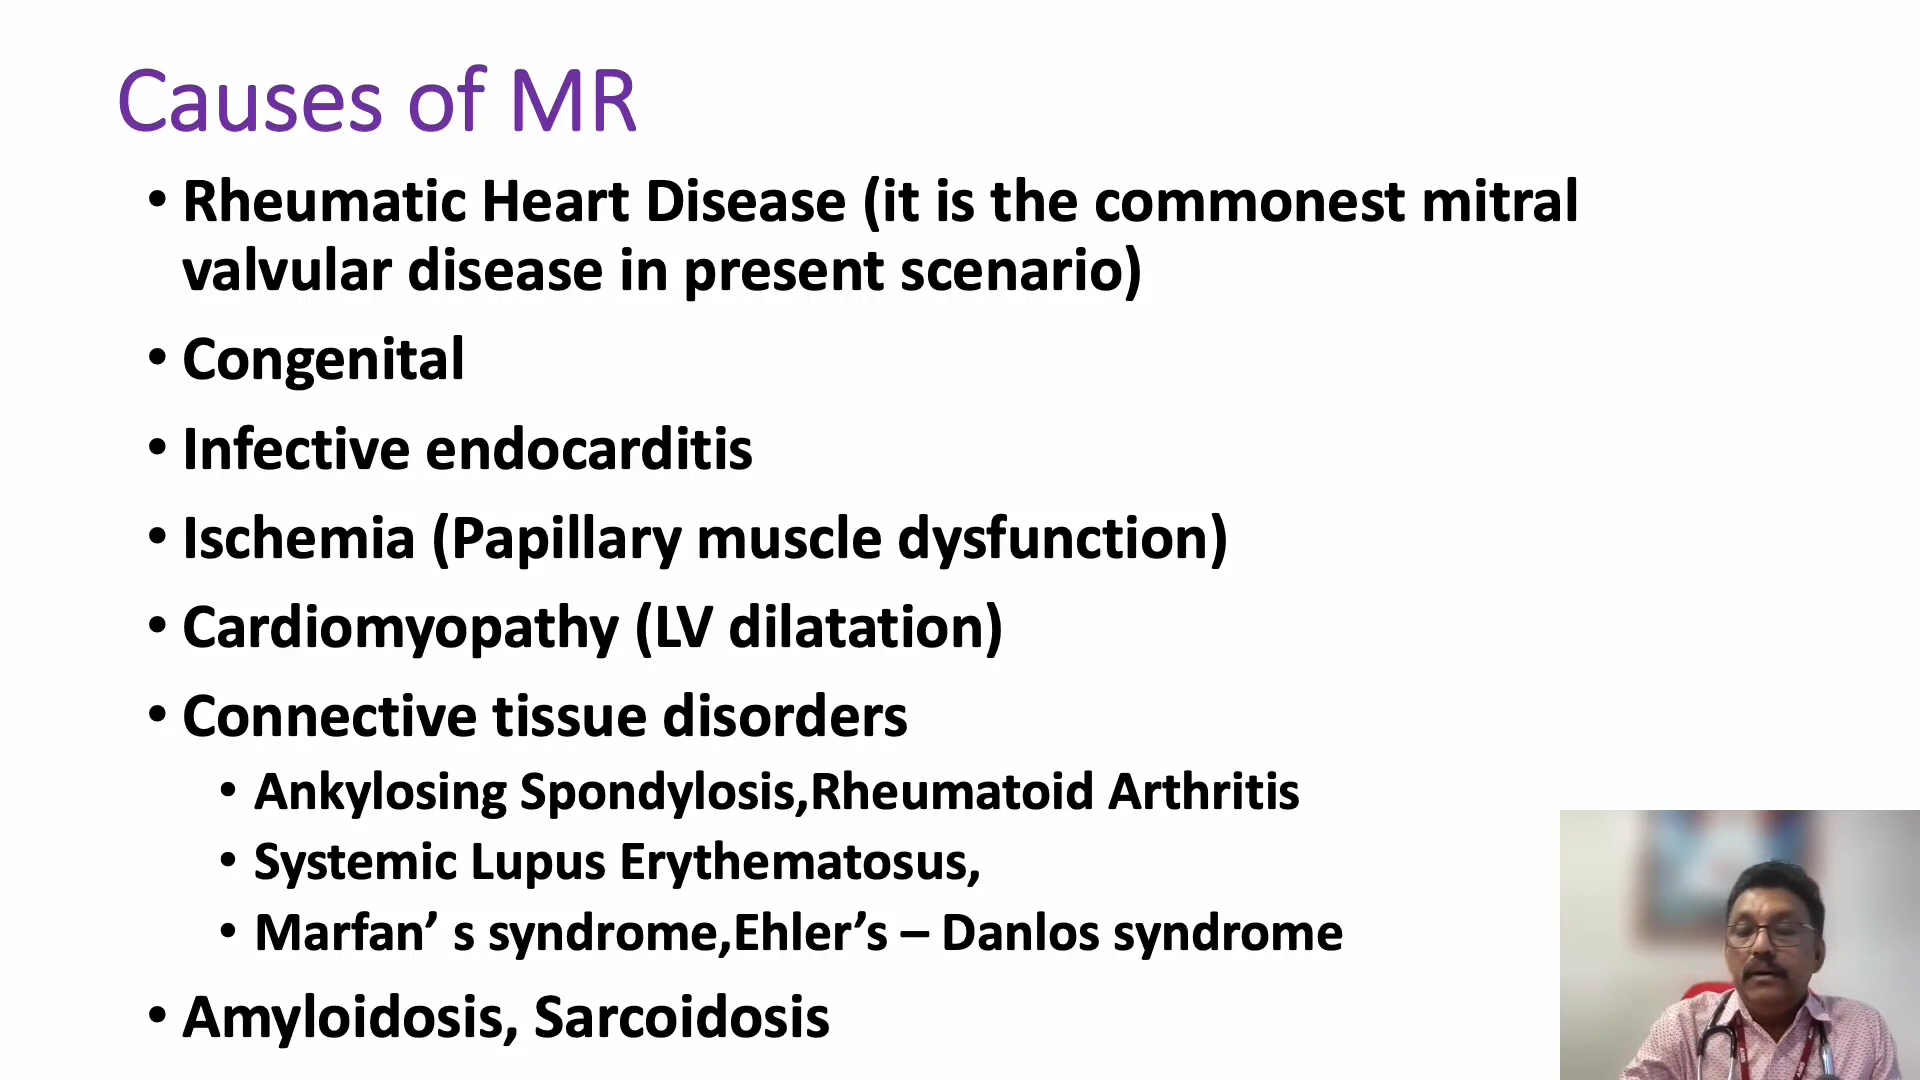 Causes of MR
• Rheumatic Heart Disease (it is the commonest mitral
valvular disease in present scenario)
• Congenital
• Infective endocarditis
• Ischemia (Papillary muscle dysfunction)
• Cardiomyopathy (LV dilatation)
• Connective tissue disorders
• Ankylosing Spondylosis,Rheumatoid Arthritis
• Systemic Lupus Erythematosus,
• Marfan’ s syndrome,Ehler’s – Danlos syndrome
• Amyloidosis, Sarcoidosis